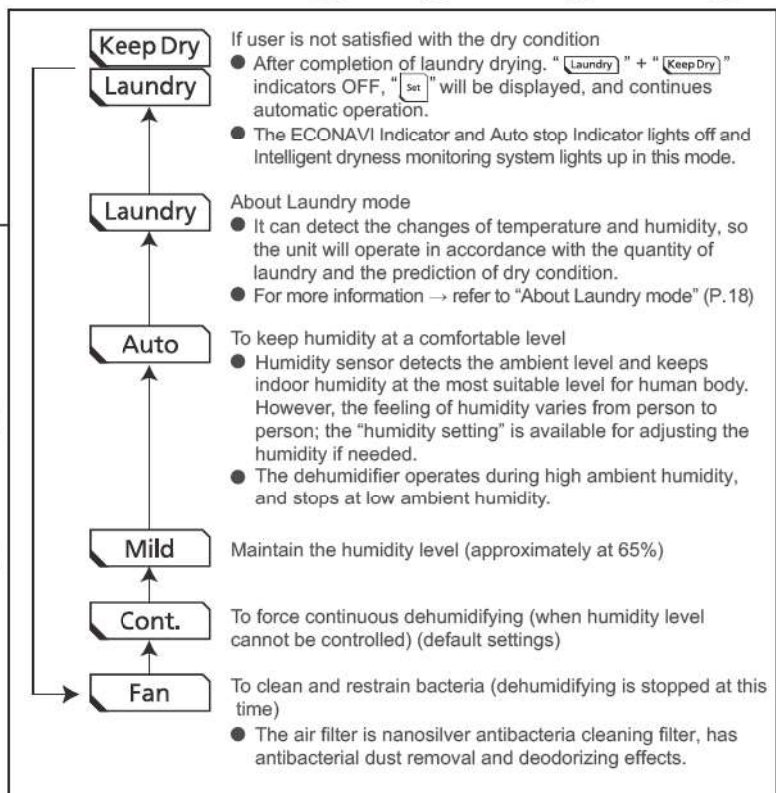 Keep Dry
Laundry
If user is not satisfied with the dry condition
● After completion of laundry drying. “ Laundry ” + “ Keep Dry ”
indicators OFF, “ Set ” will be displayed, and continues
automatic operation.
● The ECONAVI Indicator and Auto stop Indicator lights off and
Intelligent dryness monitoring system lights up in this mode.
Laundry
About Laundry mode
● It can detect the changes of temperature and humidity, so
the unit will operate in accordance with the quantity of
laundry and the prediction of dry condition.
● For more information → refer to “About Laundry mode” (P.18)
Auto
To keep humidity at a comfortable level
● Humidity sensor detects the ambient level and keeps
indoor humidity at the most suitable level for human body.
However, the feeling of humidity varies from person to
person; the “humidity setting” is available for adjusting the
humidity if needed.
● The dehumidifier operates during high ambient humidity,
and stops at low ambient humidity.
Mild
Maintain the humidity level (approximately at 65%)
Cont.
To force continuous dehumidifying (when humidity level
cannot be controlled) (default settings)
Fan
To clean and restrain bacteria (dehumidifying is stopped at this
time)
● The air filter is nanosilver antibacteria cleaning filter, has
antibacterial dust removal and deodorizing effects.